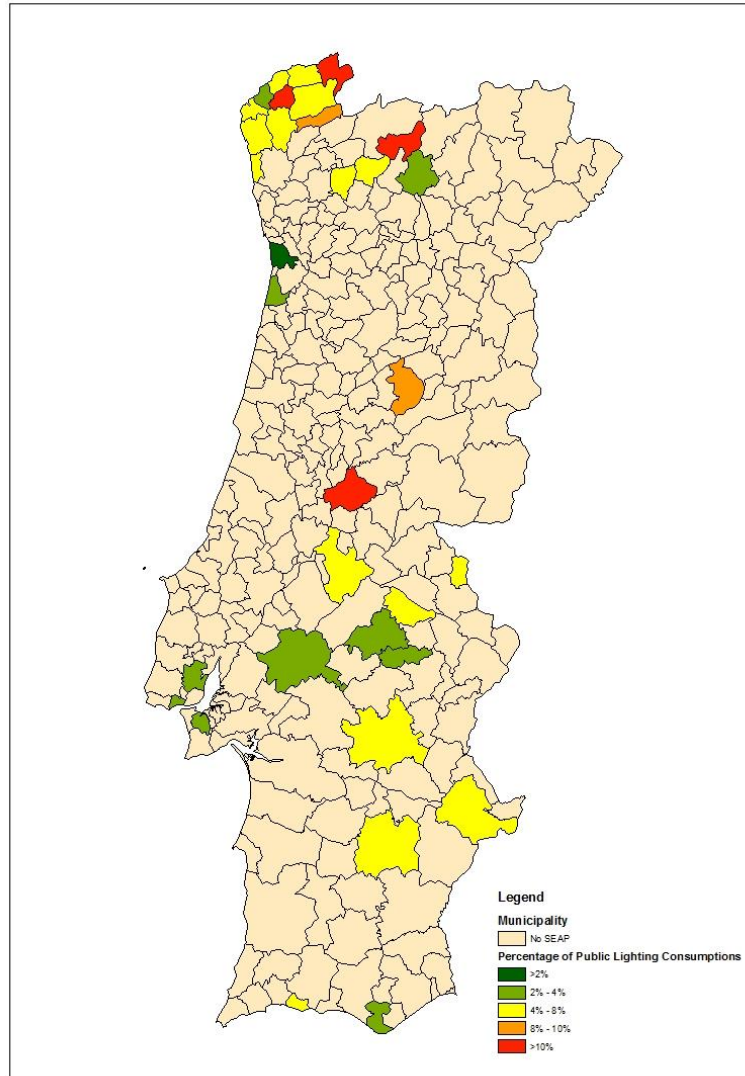 Legend
Municipality
No SEAP
Percentage of Public Lighting Consumptions
>2%
2% - 4%
4% - 8%
8% - 10%
>10%